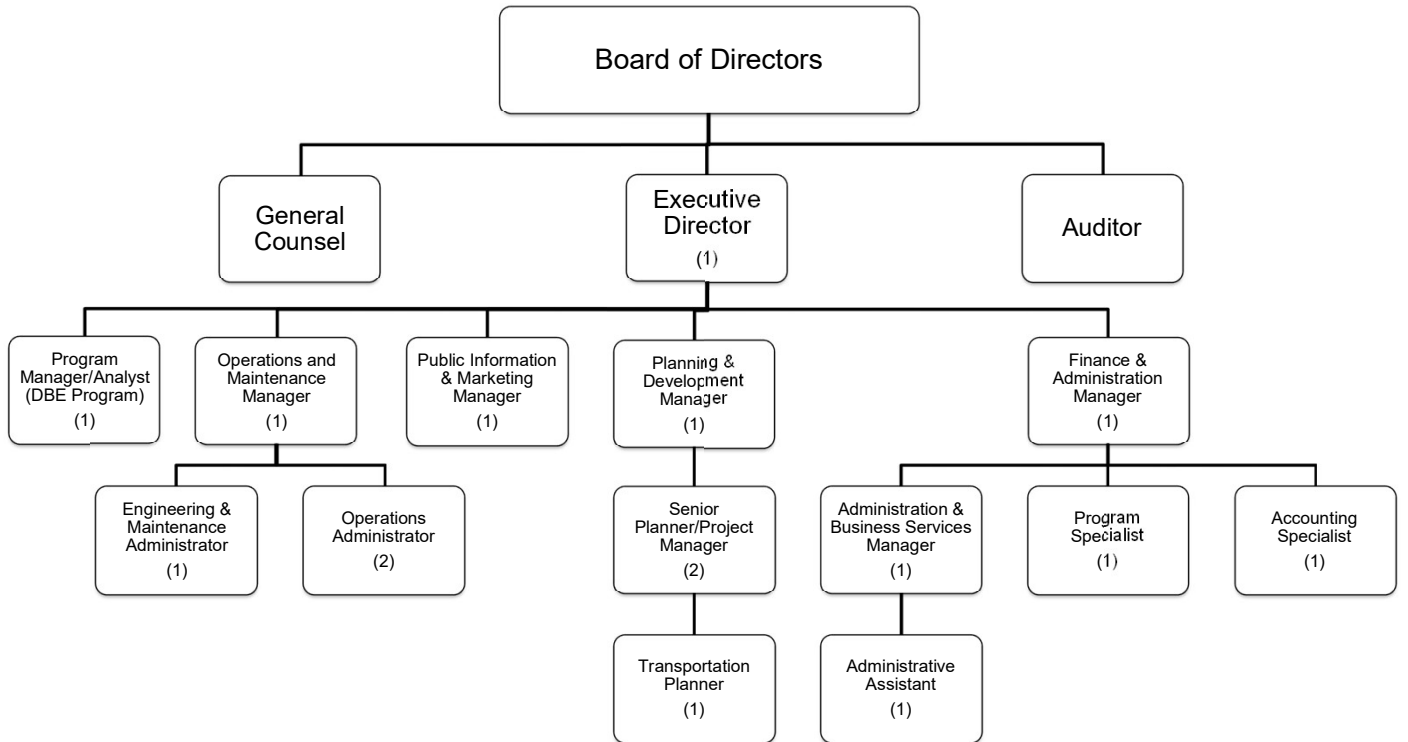 Board of Directors
General
Counsel
Executive
Director
(1)
Auditor
Program
Manager/Analyst
(DBE Program)
(1)
Operations and
Maintenance
Manager
(1)
Public Information
& Marketing
Manager
(1)
Planning &
Development
Manager
(1)
Finance &
Administration
Manager
(1)
Engineering &
Maintenance
Administrator
(1)
Operations
Administrator
(2)
Senior
Planner/Project
Manager
(2)
Administration &
Business Services
Manager
(1)
Program
Specialist
(1)
Accounting
Specialist
(1)
Transportation
Planner
(1)
Administrative
Assistant
(1)